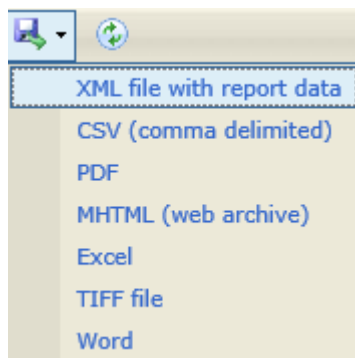 XML file with report data
CSV (comma delimited)
PDF
MHTML (web archive)
Excel
TIFF file
Word